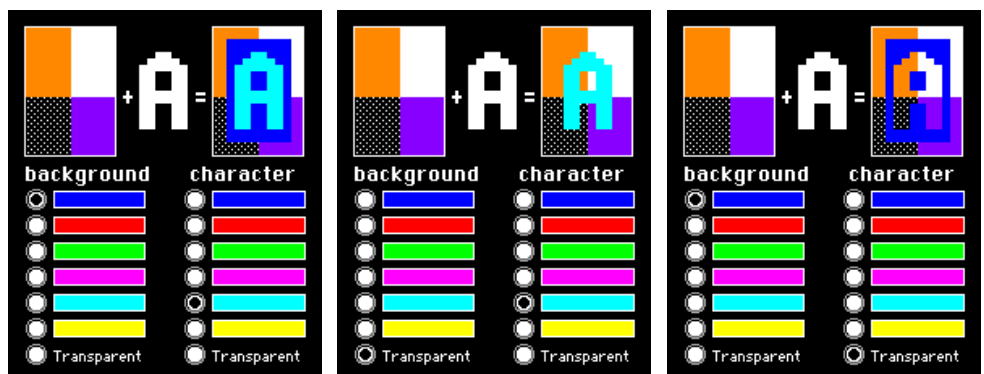 + A = A
+ A = A
+ A = A
background character
background character
background character
Transparent Transparent
Transparent Transparent
Transparent Transparent